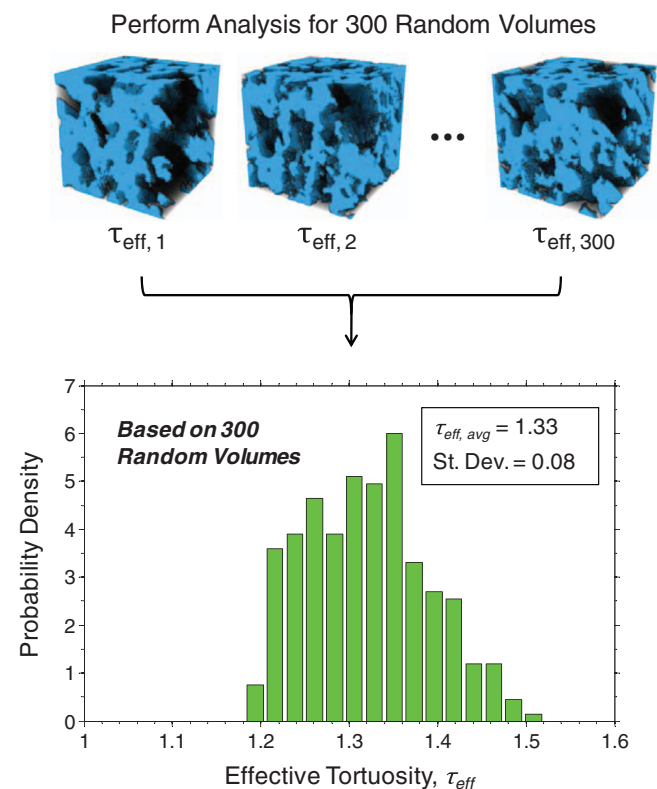 Perform Analysis for 300 Random Volumes
•••
τeff, 1
τeff, 2
τeff, 300
Based on 300
Random Volumes
τeff, avg = 1.33
St. Dev. = 0.08
Probability Density
7
6
5
4
3
2
1
0
1 1.1 1.2 1.3 1.4 1.5 1.6
Effective Tortuosity, τeff